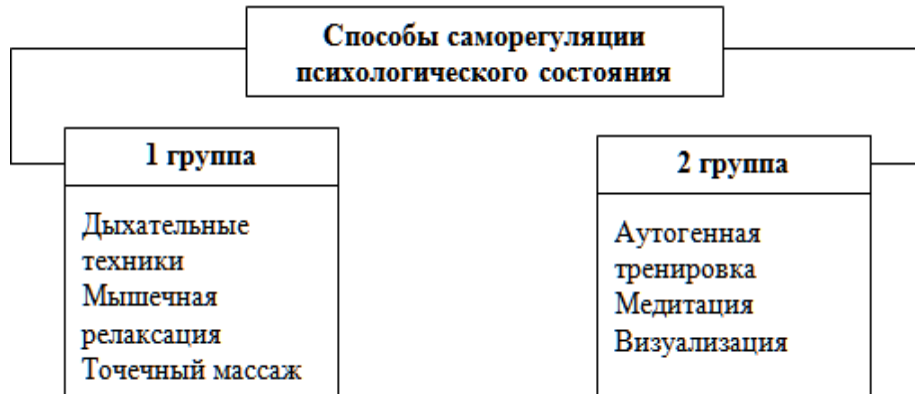 Способы саморегуляции
психологического состояния
1 группа
Дыхательные
техники
Мышечная
релаксация
Точечный массаж
2 группа
Аутогенная
тренировка
Медитация
Визуализация